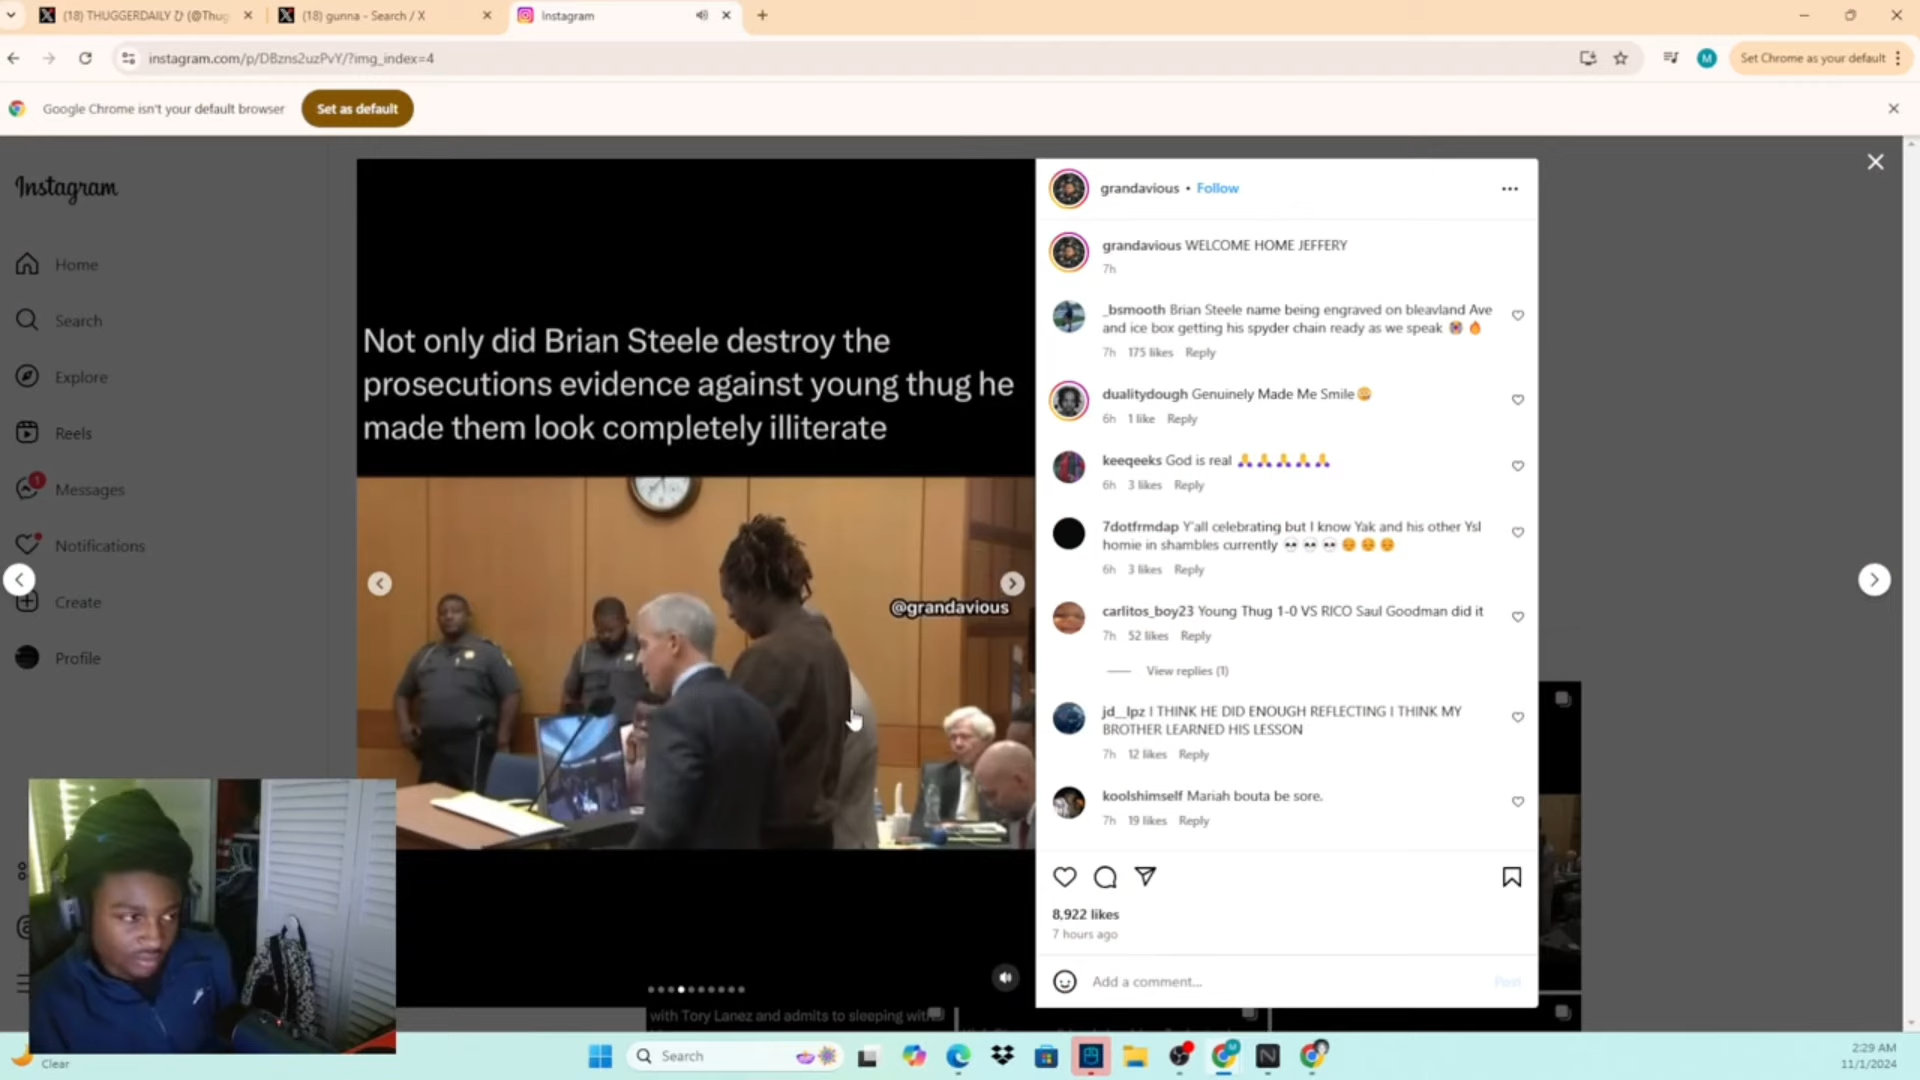 (18) THUGGERDAILY ひ (@Thug
(18) gunna - Search / X
Instagram
instagram.com/p/DBzns2uzPvY/?img_index=4
M
Set Chrome as your default
Google Chrome isn't your default browser
Set as default
Instagram
Home
Search
Explore
Reels
1
Messages
Notifications
Create
Profile
Not only did Brian Steele destroy the
prosecutions evidence against young thug he
made them look completely illiterate
@grandavious
grandavious • Follow
grandavious WELCOME HOME JEFFERY
7h
_bsmooth Brian Steele name being engraved on bleavland Ave
and ice box getting his spyder chain ready as we speak
7h 175 likes Reply
dualitydough Genuinely Made Me Smile
6h 1 like Reply
keeqeeks God is real 🙏🙏🙏🙏🙏
6h 3 likes Reply
7dotfrmdap Y'all celebrating but I know Yak and his other Ysl
homie in shambles currently 💀💀💀
6h 3 likes Reply
carlitos_boy23 Young Thug 1-0 VS RICO Saul Goodman did it
7h 52 likes Reply
View replies (1)
jd__lpz I THINK HE DID ENOUGH REFLECTING I THINK MY
BROTHER LEARNED HIS LESSON
7h 12 likes Reply
koolshimself Mariah bouta be sore.
7h 19 likes Reply
8,922 likes
7 hours ago
Add a comment...
Post
with Tory Lanez and admits to sleeping with
Clear
Search
2:29 AM
11/1/2024